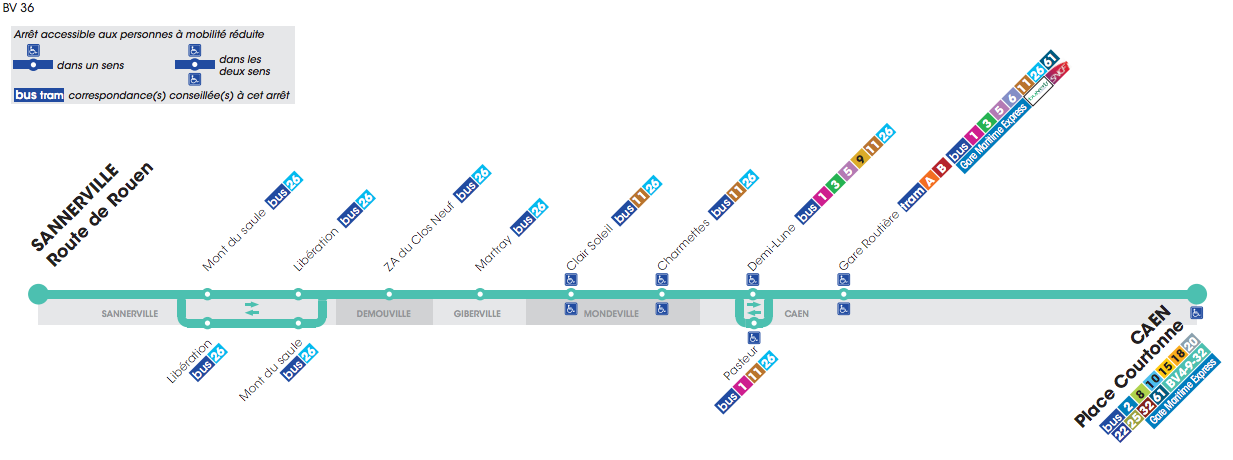 BV 36
Arrêt accessible aux personnes à mobilité réduite
dans un sens
dans les
deux sens
bus tram correspondance(s) conseillée(s) à cet arrêt
SANNERVILLE
Route de Rouen
Mont du saule bus 26
Libération bus 26
ZA du Clos Neuf bus 26
Martray bus 26
Clair Soleil bus 11 26
Charmettes bus 11 26
Demi-Lune bus 1 3 5 9 11 26
Gare Routière tram A B bus 1 3 5 6 11 26 61
Gare Maritime Express
SNCF
SANNERVILLE
DEMOUVILLE
GIBERVILLE
MONDEVILLE
CAEN
Libération
bus 26
Mont du saule
bus 26
Pasteur
bus 1 11 26
CAEN
Place Courtonne
bus 2 8 10 15 18 20
22 25 32 61 BV4-9-32
Gare Maritime Express